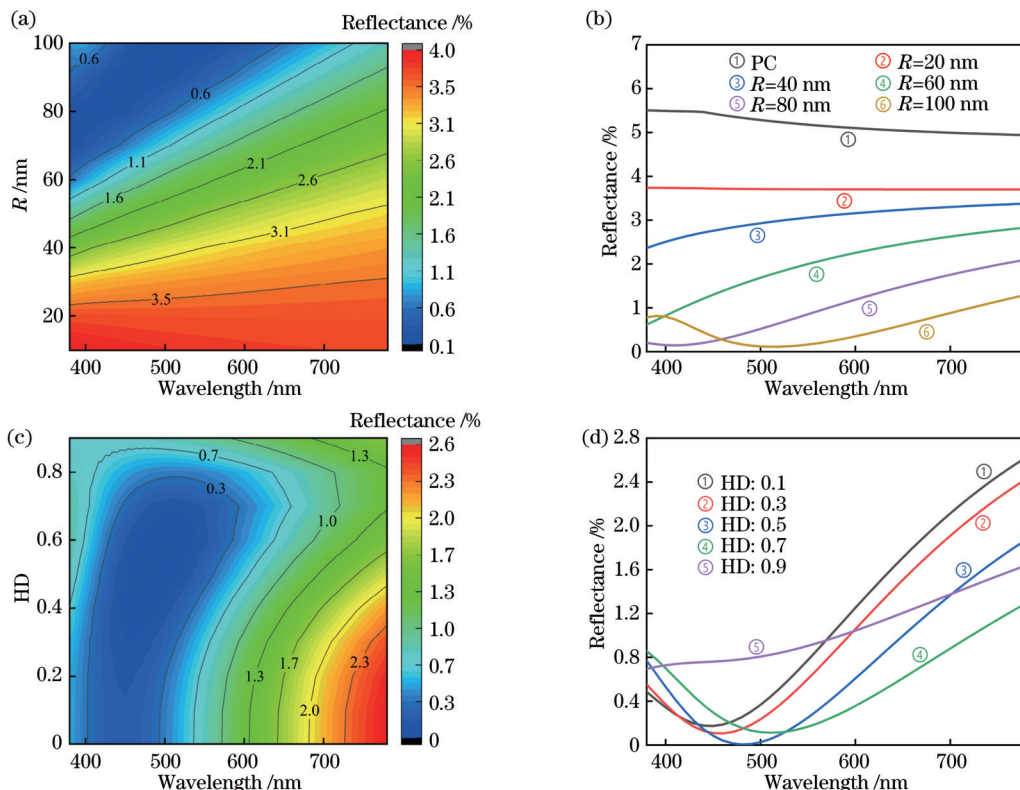 (a)
Reflectance /%
100
80
60
40
20
R /nm
0.6
0.6
1.1
1.6
2.1
2.6
3.1
3.5
4.0
3.5
3.1
2.6
2.1
1.6
1.1
0.6
0.1
400 500 600 700
Wavelength /nm
(b)
7
6
5
4
3
2
1
0
Reflectance /%
① PC ② R=20 nm
③ R=40 nm ④ R=60 nm
⑤ R=80 nm ⑥ R=100 nm
①
②
③
④
⑤
⑥
400 500 600 700
Wavelength /nm
(c)
Reflectance /%
0.8
0.6
0.4
0.2
0
HD
0.7
1.3
0.3
1.0
2.3
1.7
1.3
2.0
2.6
2.3
2.0
1.7
1.3
1.0
0.7
0.3
0
400 500 600 700
Wavelength /nm
(d)
2.8
2.4
2.0
1.6
1.2
0.8
0.4
0
Reflectance /%
① HD: 0.1
② HD: 0.3
③ HD: 0.5
④ HD: 0.7
⑤ HD: 0.9
①
②
③
⑤
④
400 500 600 700
Wavelength /nm